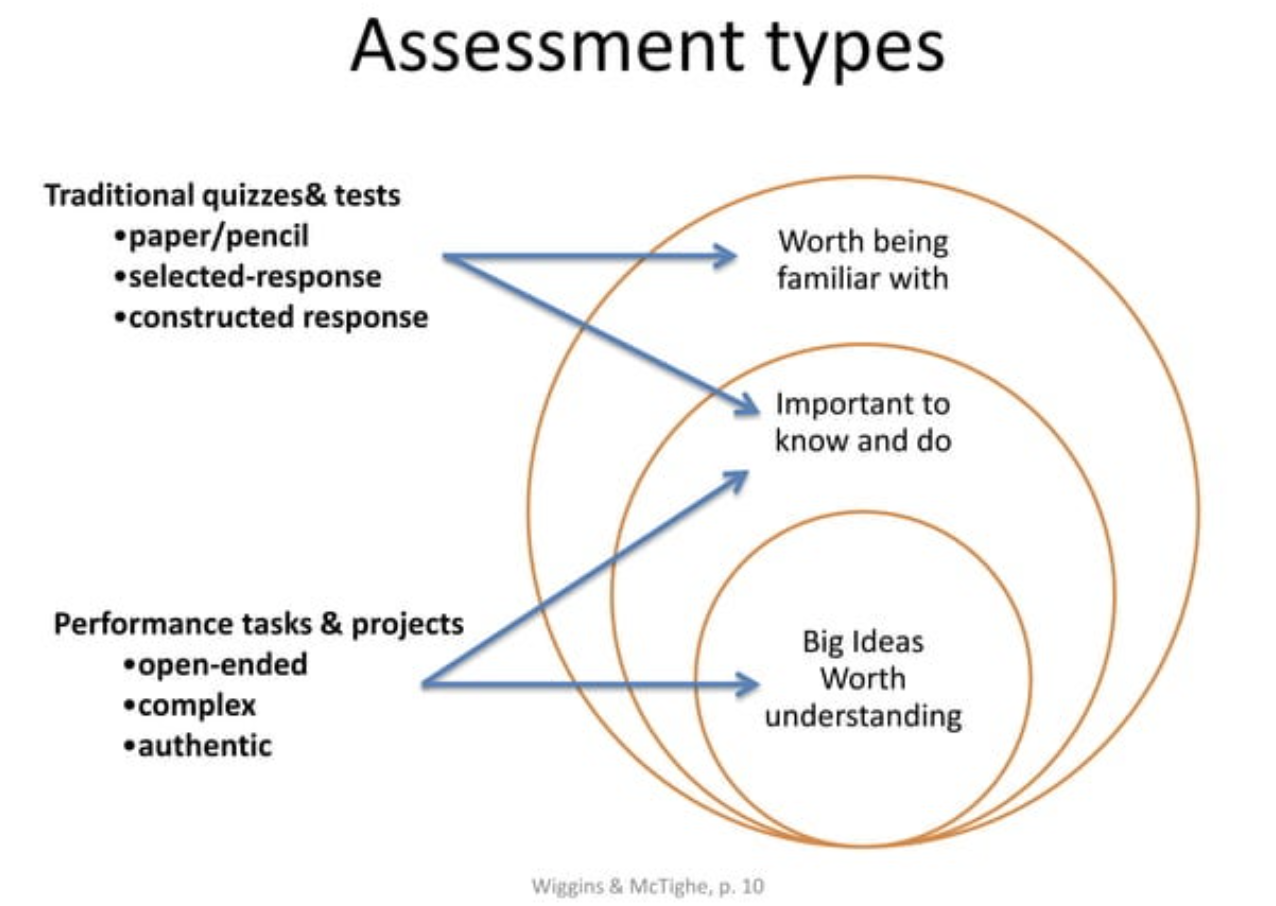 Assessment types
Traditional quizzes& tests
•paper/pencil
•selected-response
•constructed response
Worth being
familiar with
Important to
know and do
Performance tasks & projects
•open-ended
•complex
•authentic
Big Ideas
Worth
understanding
Wiggins & McTighe, p. 10